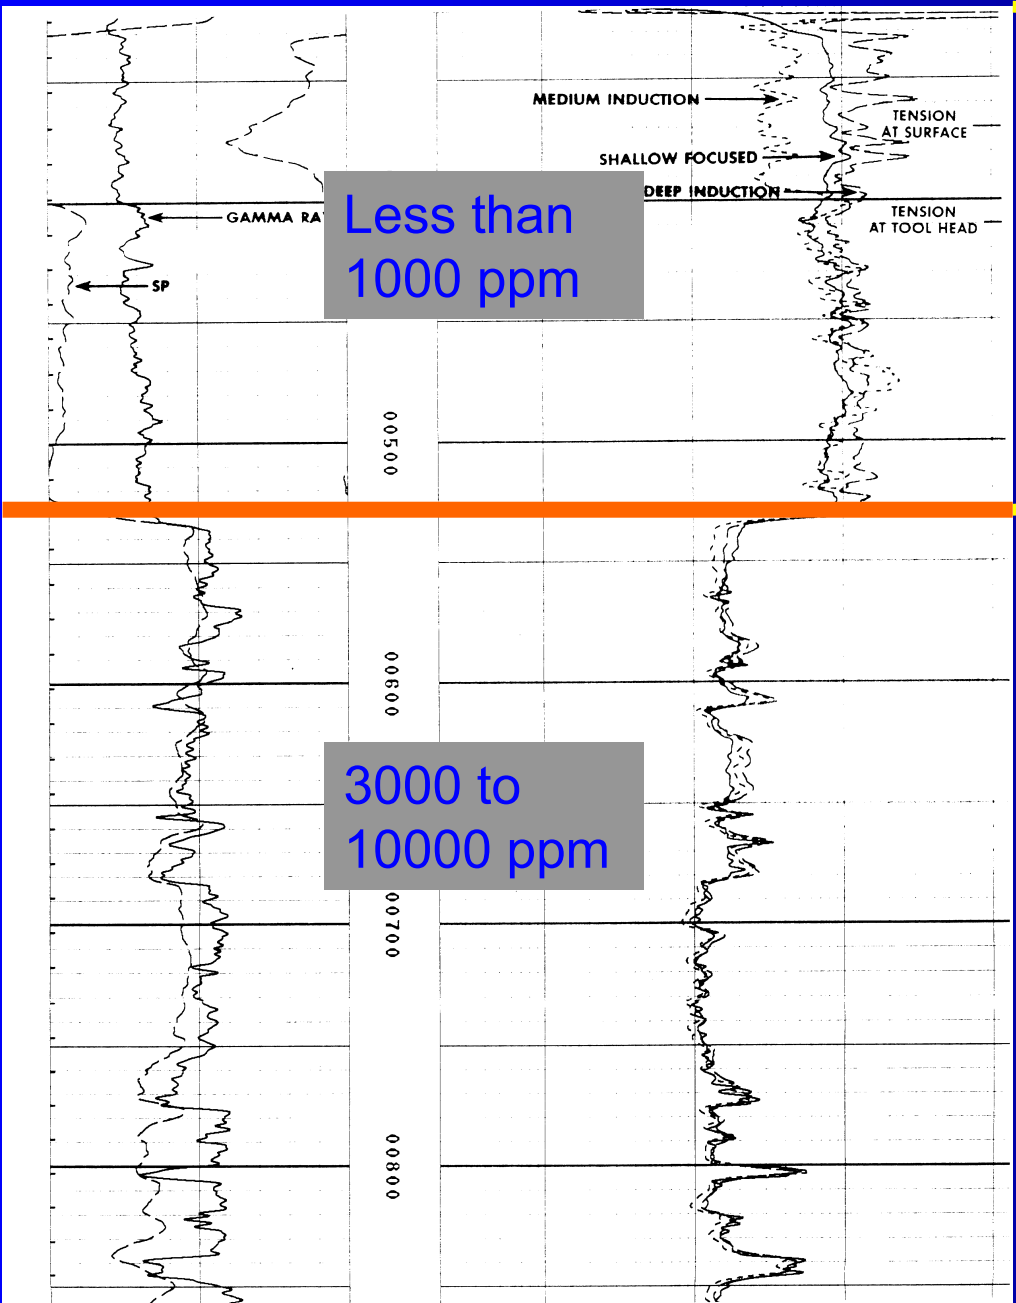 MEDIUM INDUCTION
TENSION
AT SURFACE
SHALLOW FOCUSED
DEEP INDUCTION
GAMMA RA
Less than
1000 ppm
TENSION
AT TOOL HEAD
SP
00500
00600
3000 to
10000 ppm
00700
00800